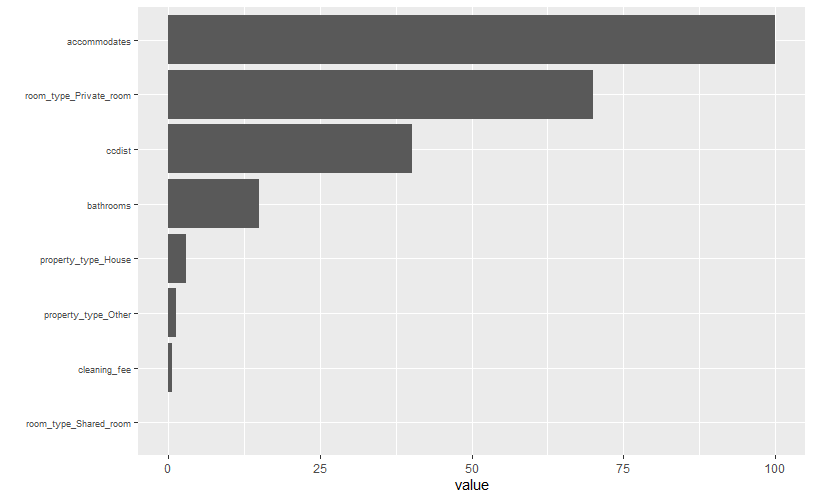 accommodates
room_type_Private_room
ccdist
bathrooms
property_type_House
property_type_Other
cleaning_fee
room_type_Shared_room
0 25 50 75 100
value